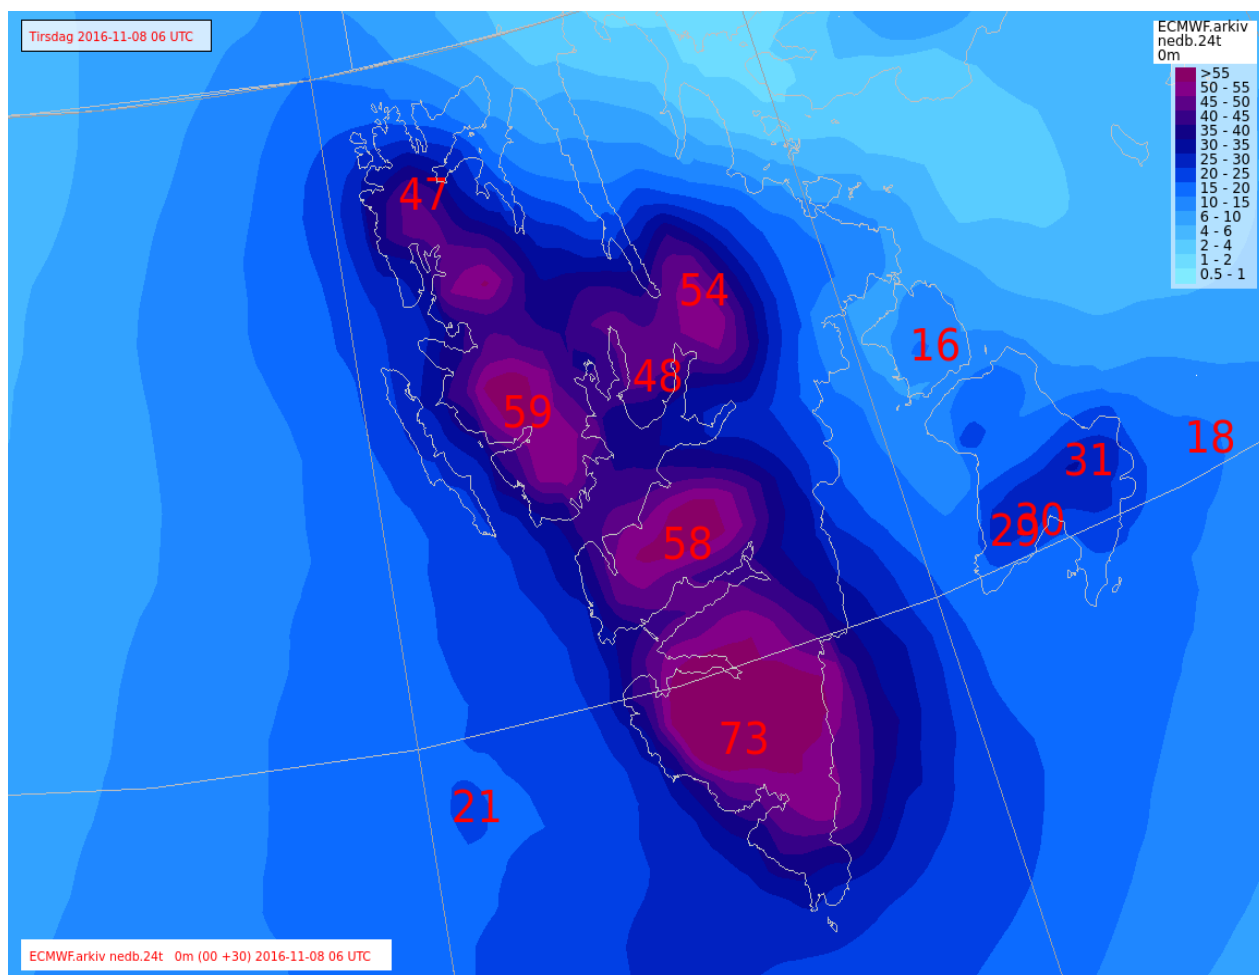 Tirsdag 2016-11-08 06 UTC
ECMWF.arkiv
nedb.24t
0m
>55
50 - 55
45 - 50
40 - 45
35 - 40
30 - 35
25 - 30
20 - 25
15 - 20
10 - 15
6 - 10
4 - 6
2 - 4
1 - 2
0.5 - 1
47
54
16
48
59
18
31
30
29
58
73
21
ECMWF.arkiv nedb.24t 0m (00 +30) 2016-11-08 06 UTC